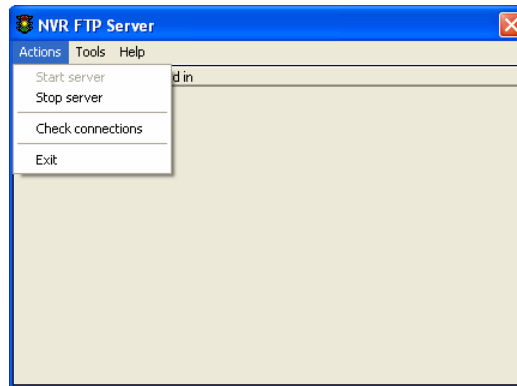 NVR FTP Server
Actions Tools Help
Start server
d in
Stop server
Check connections
Exit